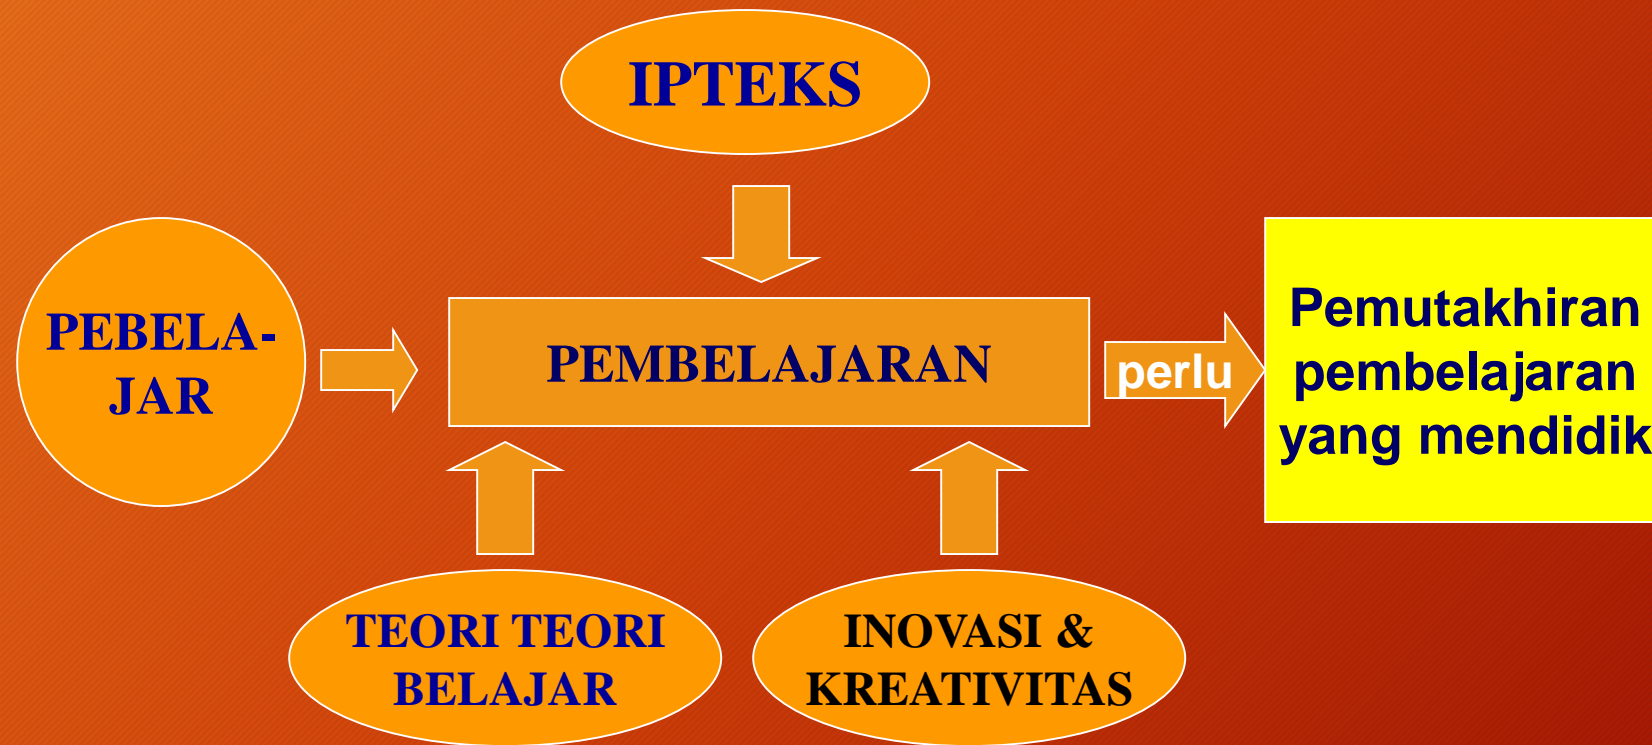 IPTEKS
PEBELA-
JAR
PEMBELAJARAN
perlu
Pemutakhiran
pembelajaran
yang mendidik
TEORI TEORI
BELAJAR
INOVASI &
KREATIVITAS